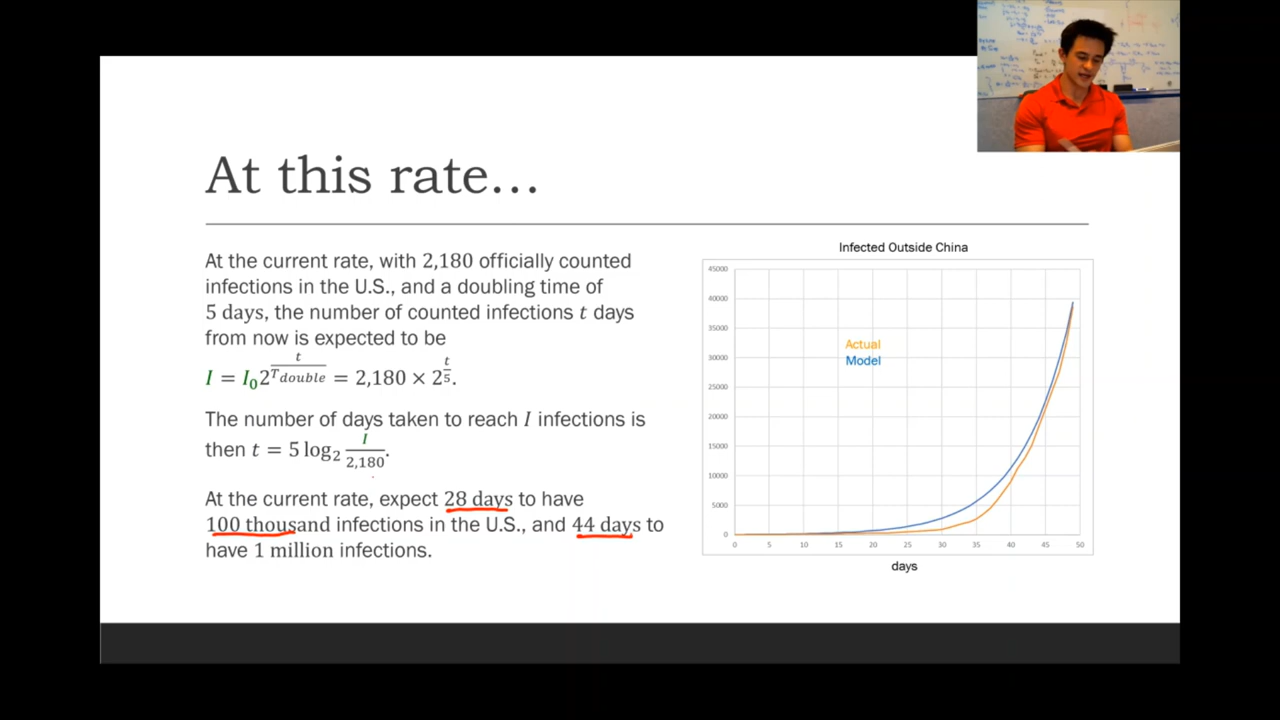 At this rate…
At the current rate, with 2,180 officially counted
infections in the U.S., and a doubling time of
5 days, the number of counted infections t days
from now is expected to be
I = I₀2^(t/T_double) = 2,180 × 2^(t/5).
The number of days taken to reach I infections is
then t = 5 log₂ I/2,180.
At the current rate, expect 28 days to have
100 thousand infections in the U.S., and 44 days to
have 1 million infections.
Infected Outside China
45000
40000
35000
30000
25000
20000
15000
10000
5000
0
Actual
Model
0 5 10 15 20 25 30 35 40 45 50
days